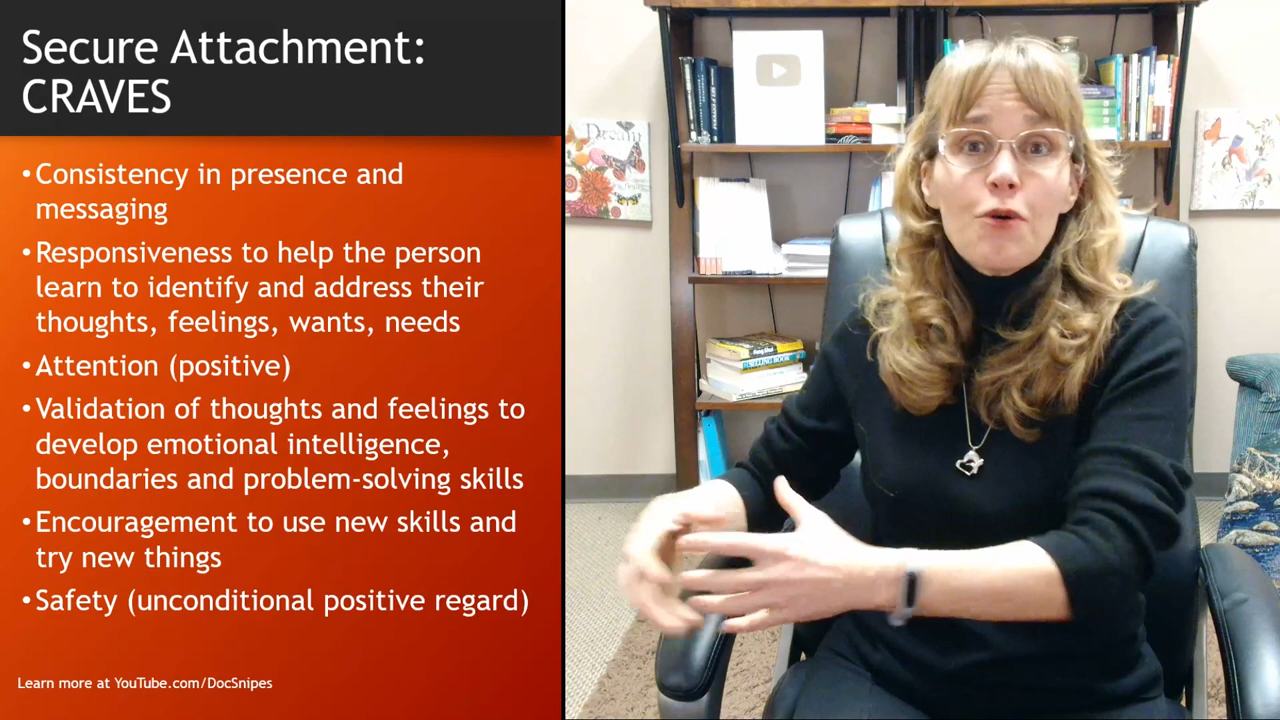 Secure Attachment:
CRAVES
•Consistency in presence and
messaging
•Responsiveness to help the person
learn to identify and address their
thoughts, feelings, wants, needs
•Attention (positive)
•Validation of thoughts and feelings to
develop emotional intelligence,
boundaries and problem-solving skills
•Encouragement to use new skills and
try new things
•Safety (unconditional positive regard)
Learn more at YouTube.com/DocSnipes
Dream